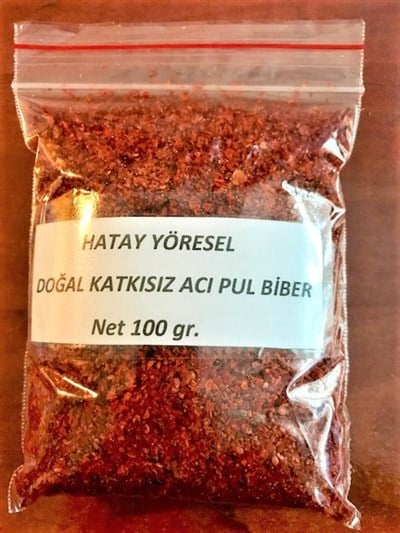 HATAY YÖRESEL
DOĞAL KATKISIZ ACI PUL BİBER
Net 100 gr.